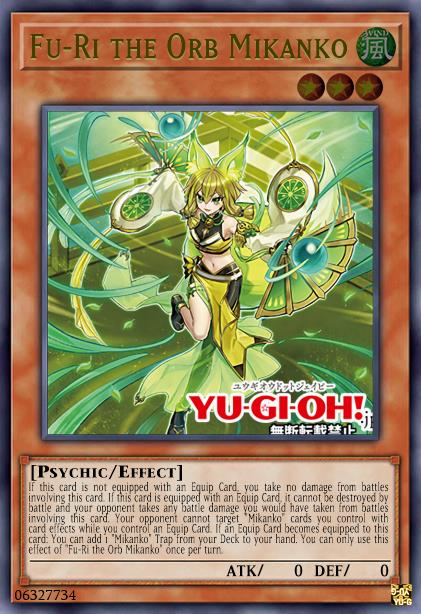 Fu-Ri the Orb Mikanko
WIND
風
ユウギオウドットジェイピー
YU-GI-OH!
無断転載禁止
[Psychic/Effect]
If this card is not equipped with an Equip Card, you take no damage from battles
involving this card. If this card is equipped with an Equip Card, it cannot be destroyed by
battle and your opponent takes any battle damage you would have taken from battles
involving this card. Your opponent cannot target "Mikanko" cards you control with
card effects while you control an Equip Card. If an Equip Card becomes equipped to this
card: You can add 1 "Mikanko" Trap from your Deck to your hand. You can only use this
effect of "Fu-Ri the Orb Mikanko" once per turn.
ATK/ 0 DEF/ 0
06327734